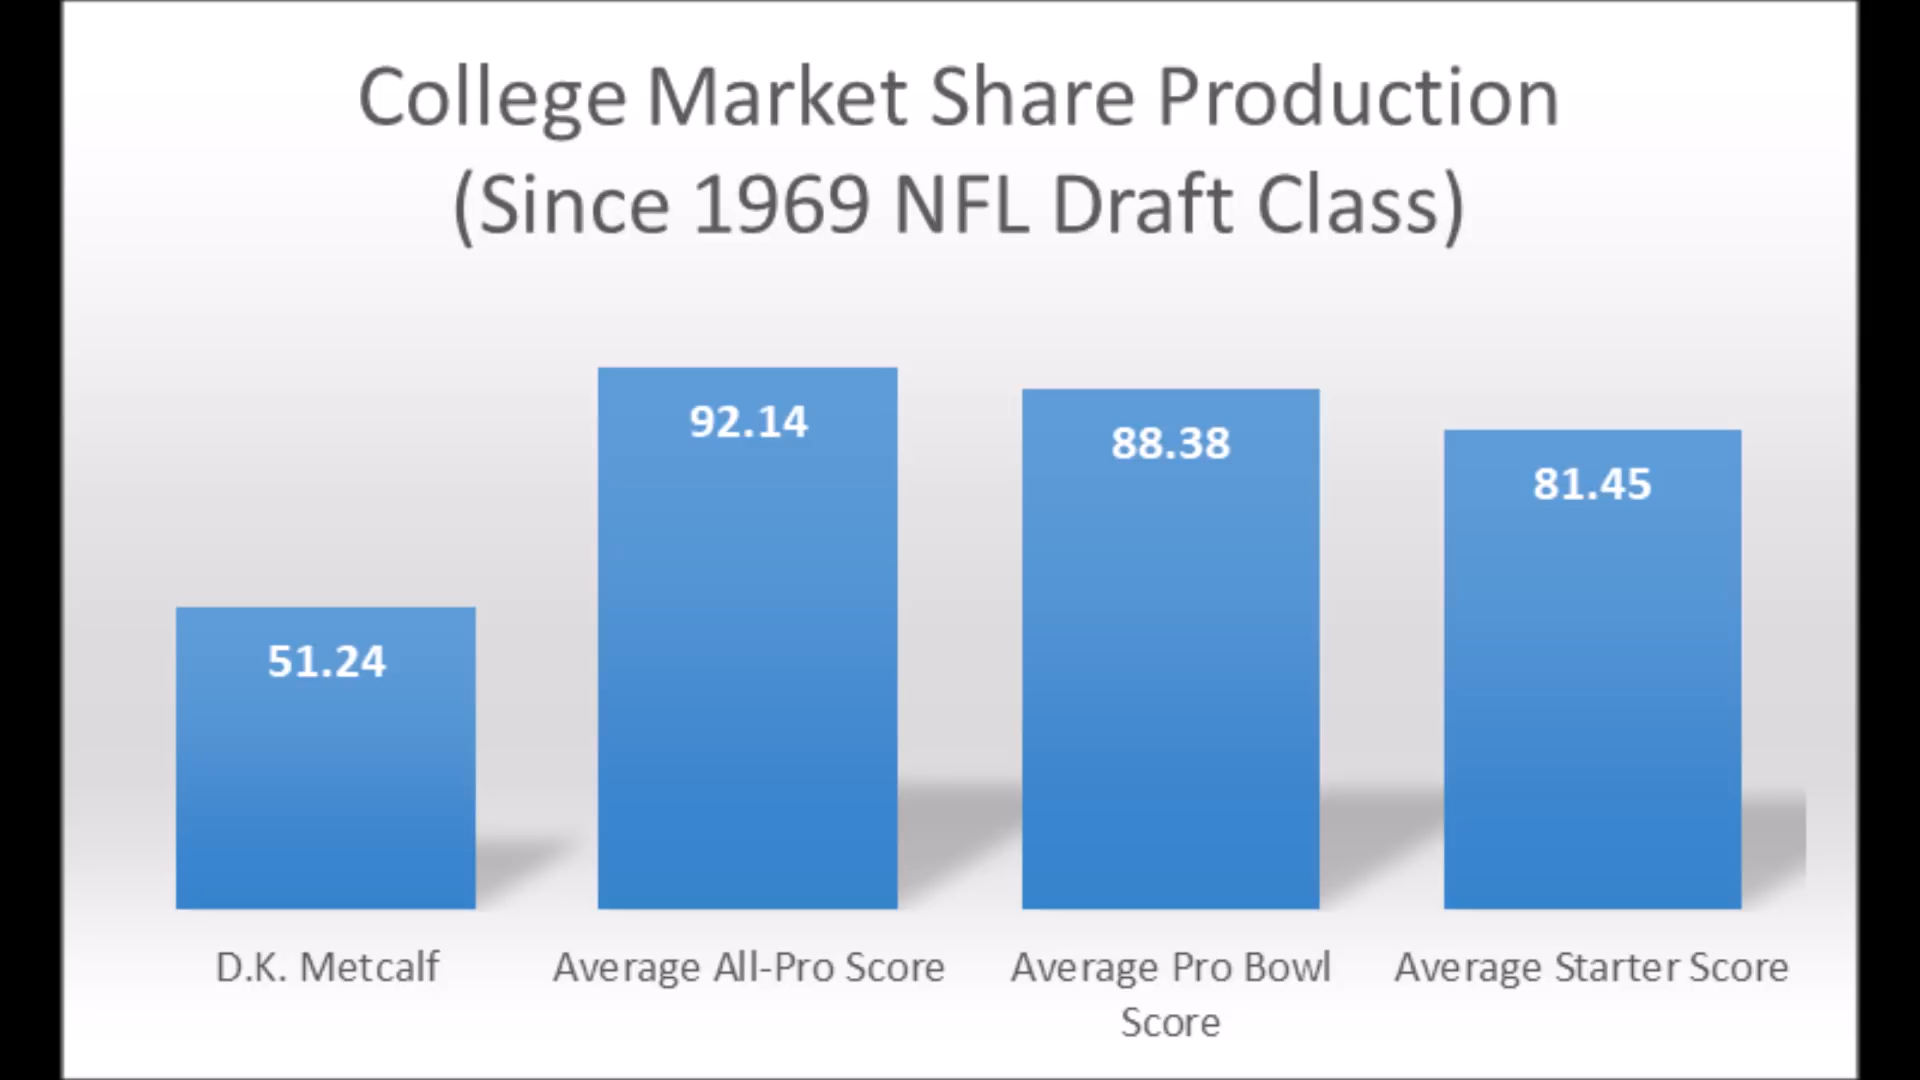 College Market Share Production
(Since 1969 NFL Draft Class)
51.24
92.14
88.38
81.45
D.K. Metcalf
Average All-Pro Score
Average Pro Bowl
Score
Average Starter Score